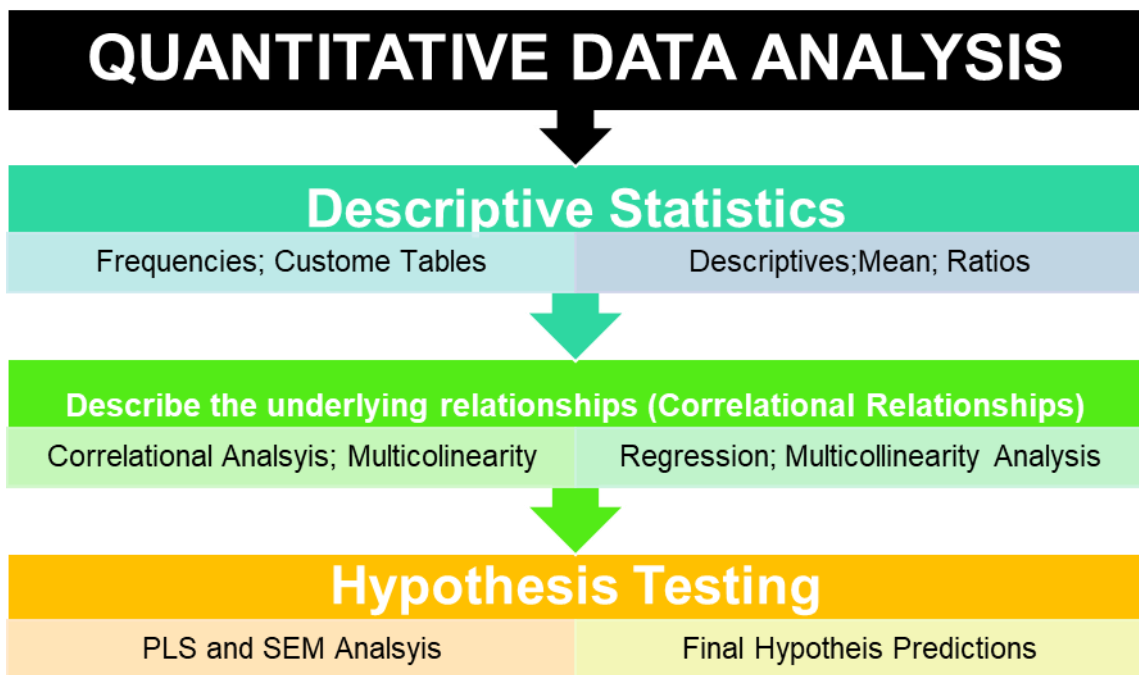 QUANTITATIVE DATA ANALYSIS
Descriptive Statistics
Frequencies; Custome Tables
Descriptives;Mean; Ratios
Describe the underlying relationships (Correlational Relationships)
Correlational Analsyis; Multicolinearity
Regression; Multicollinearity Analysis
Hypothesis Testing
PLS and SEM Analsyis
Final Hypotheis Predictions